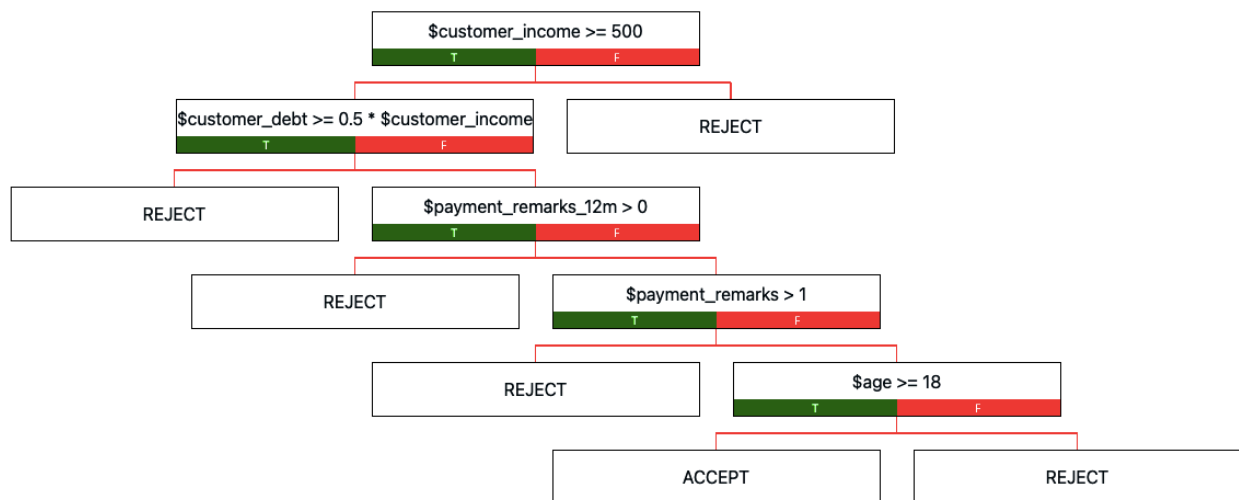 $customer_income >= 500
T F
$customer_debt >= 0.5 * $customer_income
REJECT
T F
REJECT
$payment_remarks_12m > 0
T F
REJECT
$payment_remarks > 1
T F
REJECT
$age >= 18
T F
ACCEPT
REJECT